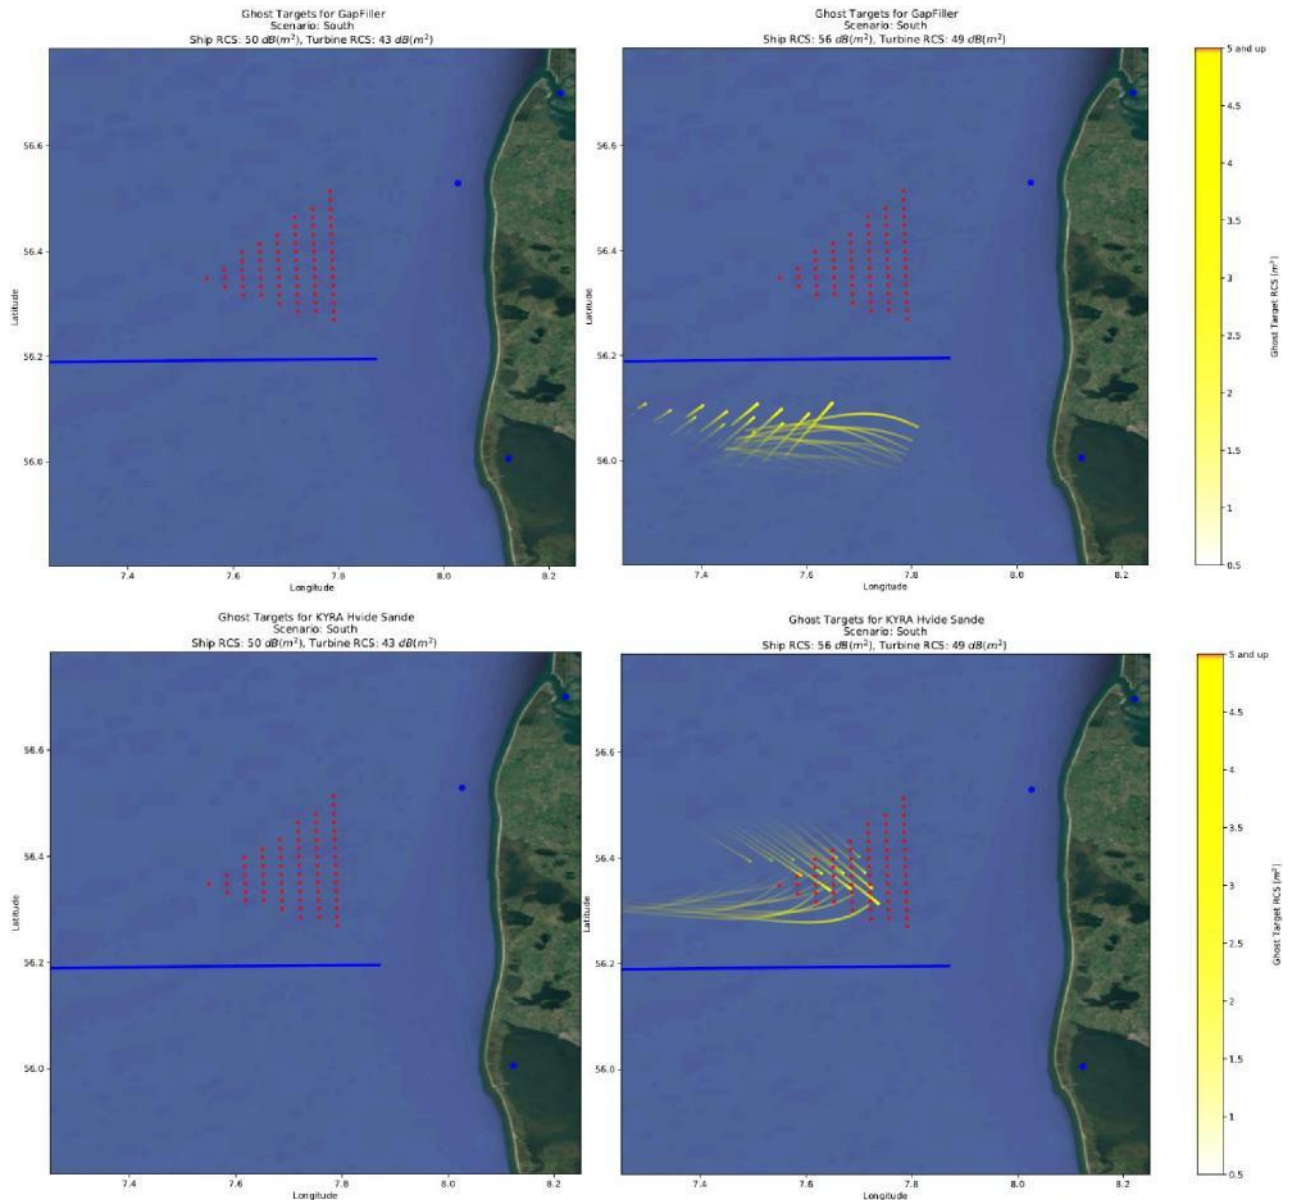 Ghost Targets for GapFiller
Scenario: South
Ship RCS: 50 dB(m²), Turbine RCS: 43 dB(m²)
56.6
56.4
56.2
56.0
Latitude
7.4
7.6
7.8
8.0
8.2
Longitude
Ghost Targets for GapFiller
Scenario: South
Ship RCS: 56 dB(m²), Turbine RCS: 49 dB(m²)
56.6
56.4
56.2
56.0
Latitude
7.4
7.6
7.8
8.0
8.2
Longitude
5 and up
4.5
4
3.5
3
2.5
2
1.5
1
0.5
Ghost Target RCS [m²]
Ghost Targets for KYRA Hvide Sande
Scenario: South
Ship RCS: 50 dB(m²), Turbine RCS: 43 dB(m²)
56.6
56.4
56.2
56.0
Latitude
7.4
7.6
7.8
8.0
8.2
Longitude
Ghost Targets for KYRA Hvide Sande
Scenario: South
Ship RCS: 56 dB(m²), Turbine RCS: 49 dB(m²)
56.6
56.4
56.2
56.0
Latitude
7.4
7.6
7.8
8.0
8.2
Longitude
5 and up
4.5
4
3.5
3
2.5
2
1.5
1
0.5
Ghost Target RCS [m²]